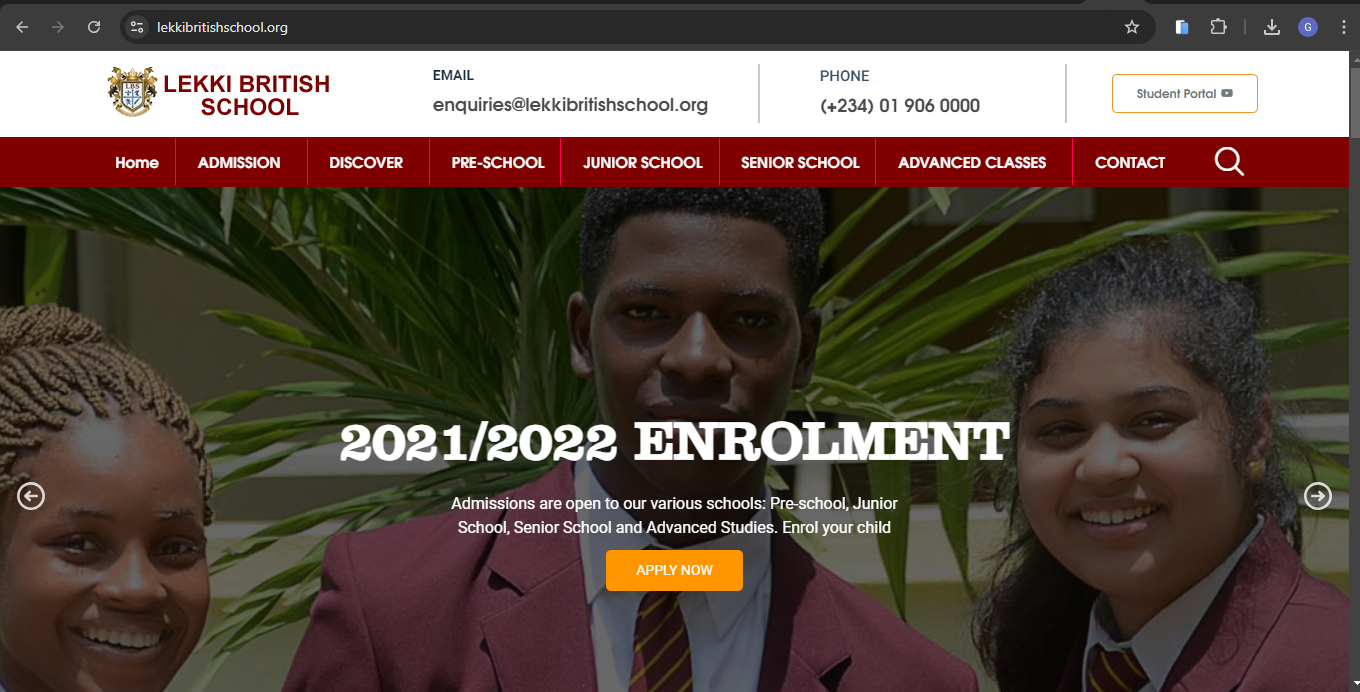 lekkibritishschool.org
G
LBS
LEKKI BRITISH
SCHOOL
EMAIL
enquiries@lekkibritishschool.org
PHONE
(+234) 01 906 0000
Student Portal
Home
ADMISSION
DISCOVER
PRE-SCHOOL
JUNIOR SCHOOL
SENIOR SCHOOL
ADVANCED CLASSES
CONTACT
2021/2022 ENROLMENT
Admissions are open to our various schools: Pre-school, Junior
School, Senior School and Advanced Studies. Enrol your child
APPLY NOW